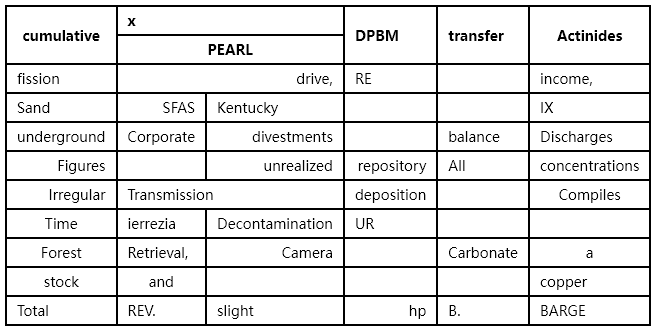 cumulative x DPBM transfer Actinides
PEARL
fission drive, RE income,
Sand SFAS Kentucky IX
underground Corporate divestments balance Discharges
Figures unrealized repository All concentrations
Irregular Transmission deposition Compiles
Time ierrezia Decontamination UR
Forest Retrieval, Camera Carbonate a
stock and copper
Total REV. slight hp B. BARGE